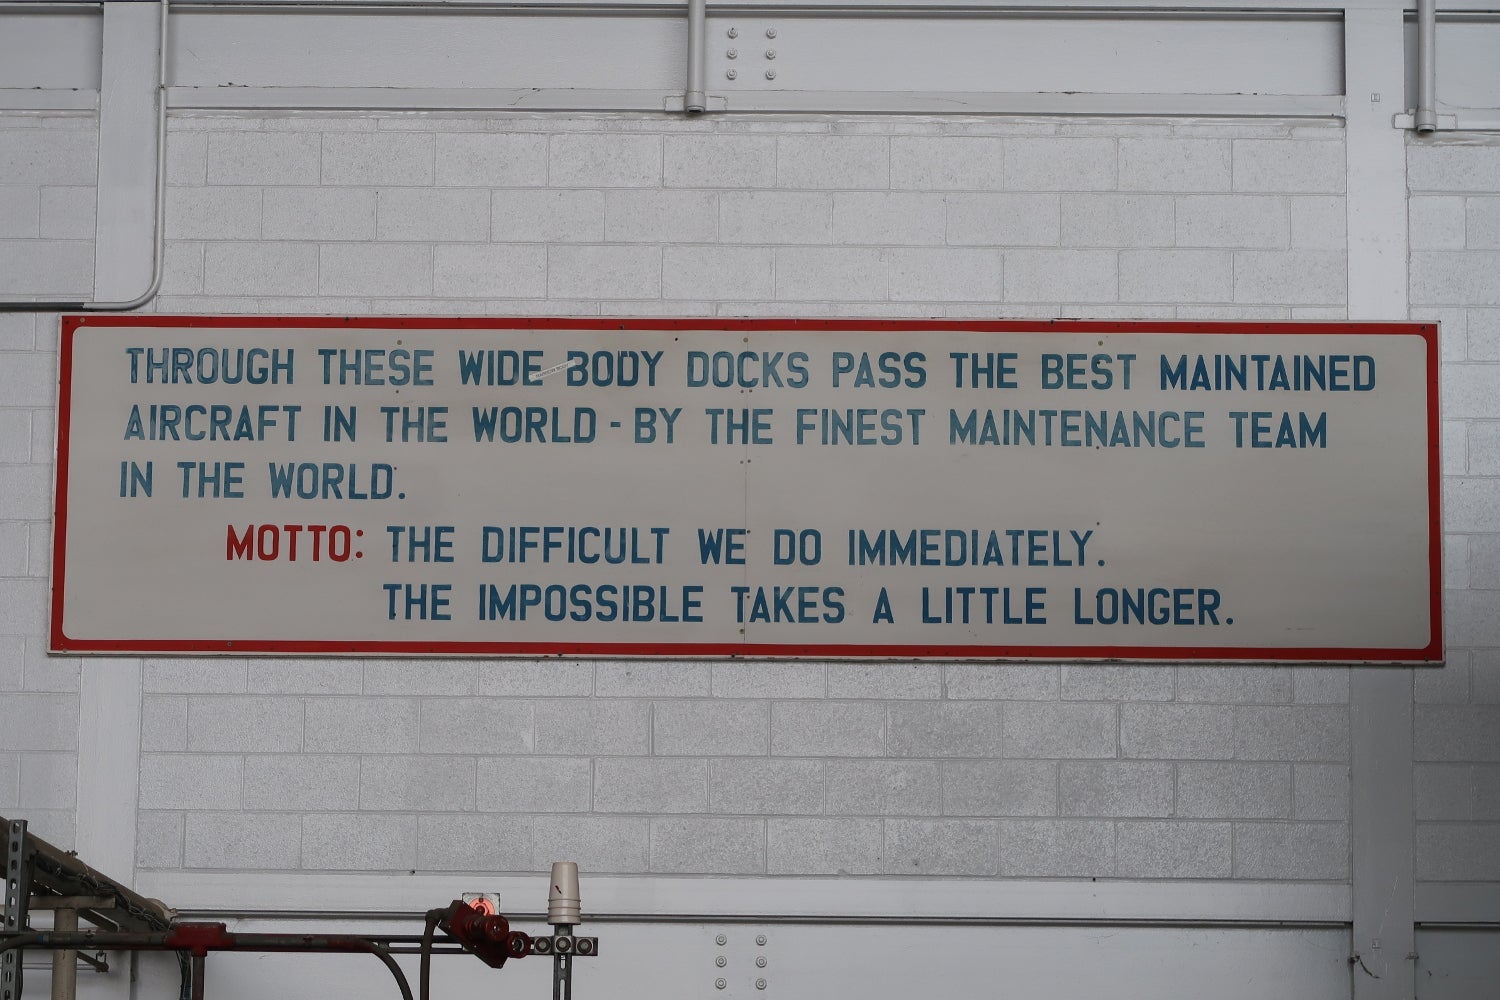 THROUGH THESE WIDE BODY DOCKS PASS THE BEST MAINTAINED
AIRCRAFT IN THE WORLD - BY THE FINEST MAINTENANCE TEAM
IN THE WORLD.
MOTTO: THE DIFFICULT WE DO IMMEDIATELY.
THE IMPOSSIBLE TAKES A LITTLE LONGER.